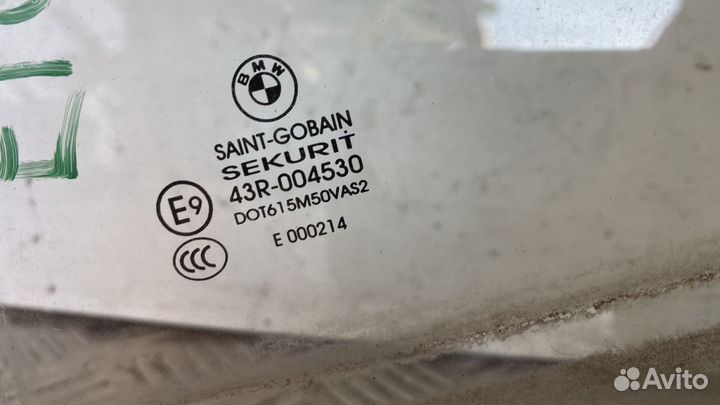 BMW
SAINT-GOBAIN
SEKURIT
43R-004530
DOT615M50VAS2
E9
E 000214
CCC
Avito